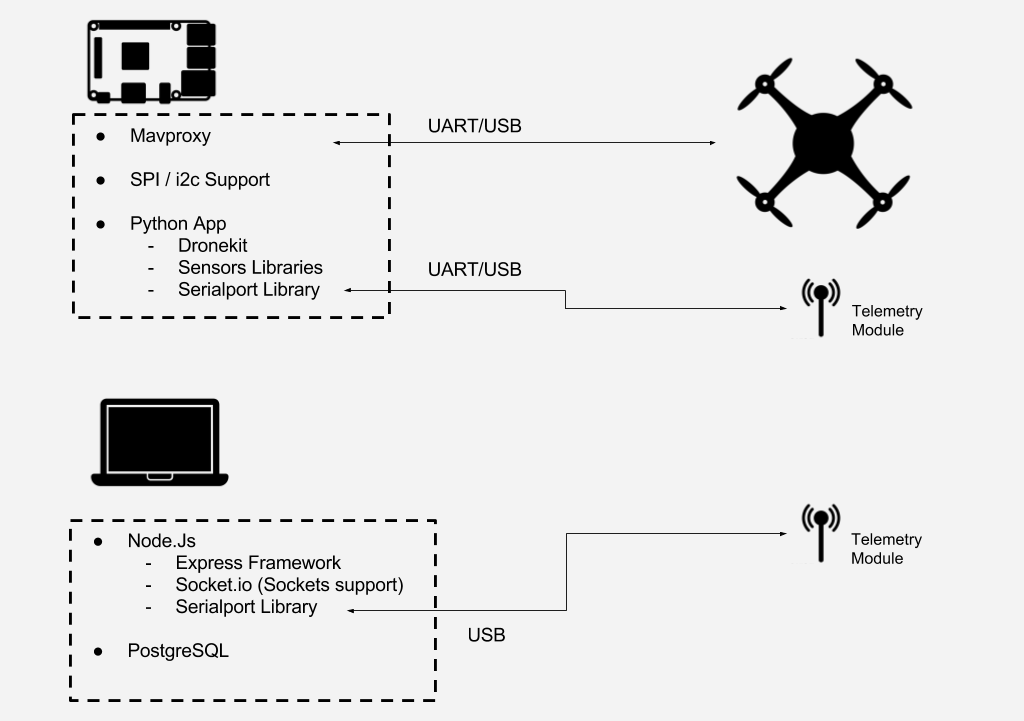 ● Mavproxy
UART/USB
● SPI / i2c Support
● Python App
- Dronekit
- Sensors Libraries
- Serialport Library
UART/USB
Telemetry
Module
● Node.Js
- Express Framework
- Socket.io (Sockets support)
- Serialport Library
● PostgreSQL
USB
Telemetry
Module